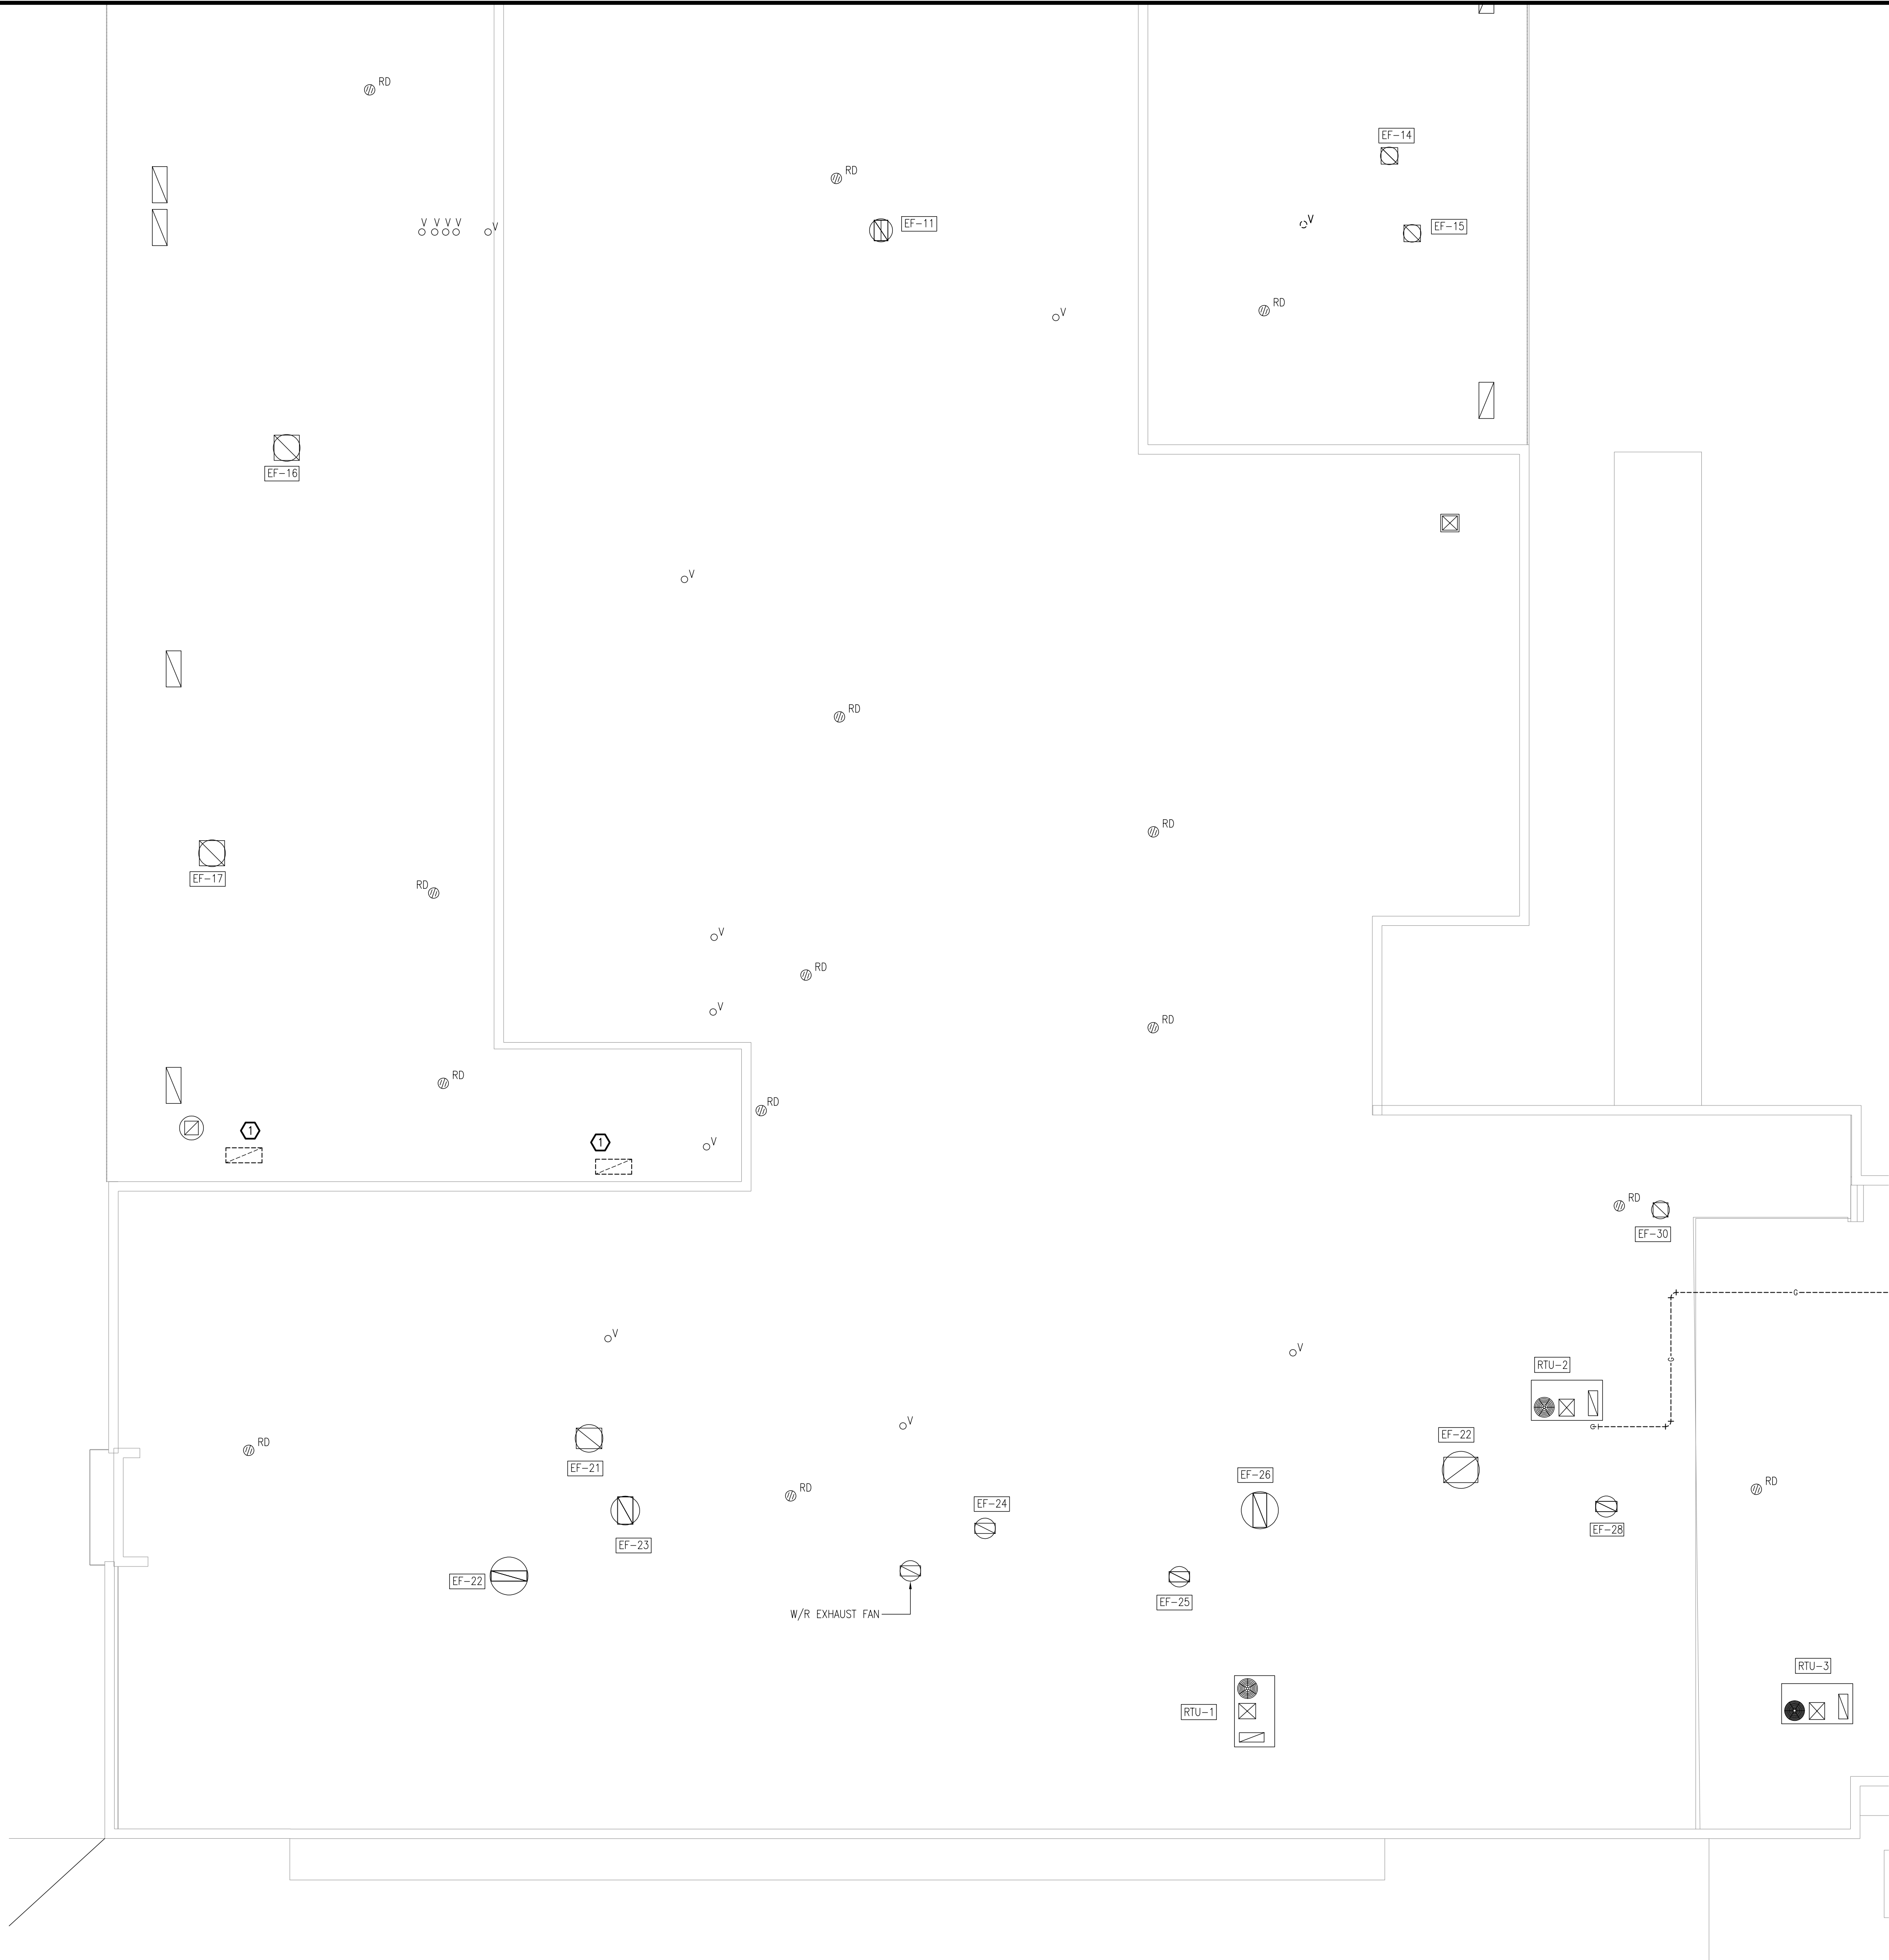 RD
EF-14
RD
EF-11
V V V V V
V
EF-15
RD
V
EF-16
V
RD
RD
EF-17
RD
V
RD
V
RD
RD
RD
1
1
V
RD
EF-30
G
V
V
G
RTU-2
V
G
EF-22
RD
EF-21
EF-26
RD
RD
EF-24
EF-28
EF-23
EF-22
EF-25
W/R EXHAUST FAN
RTU-3
RTU-1